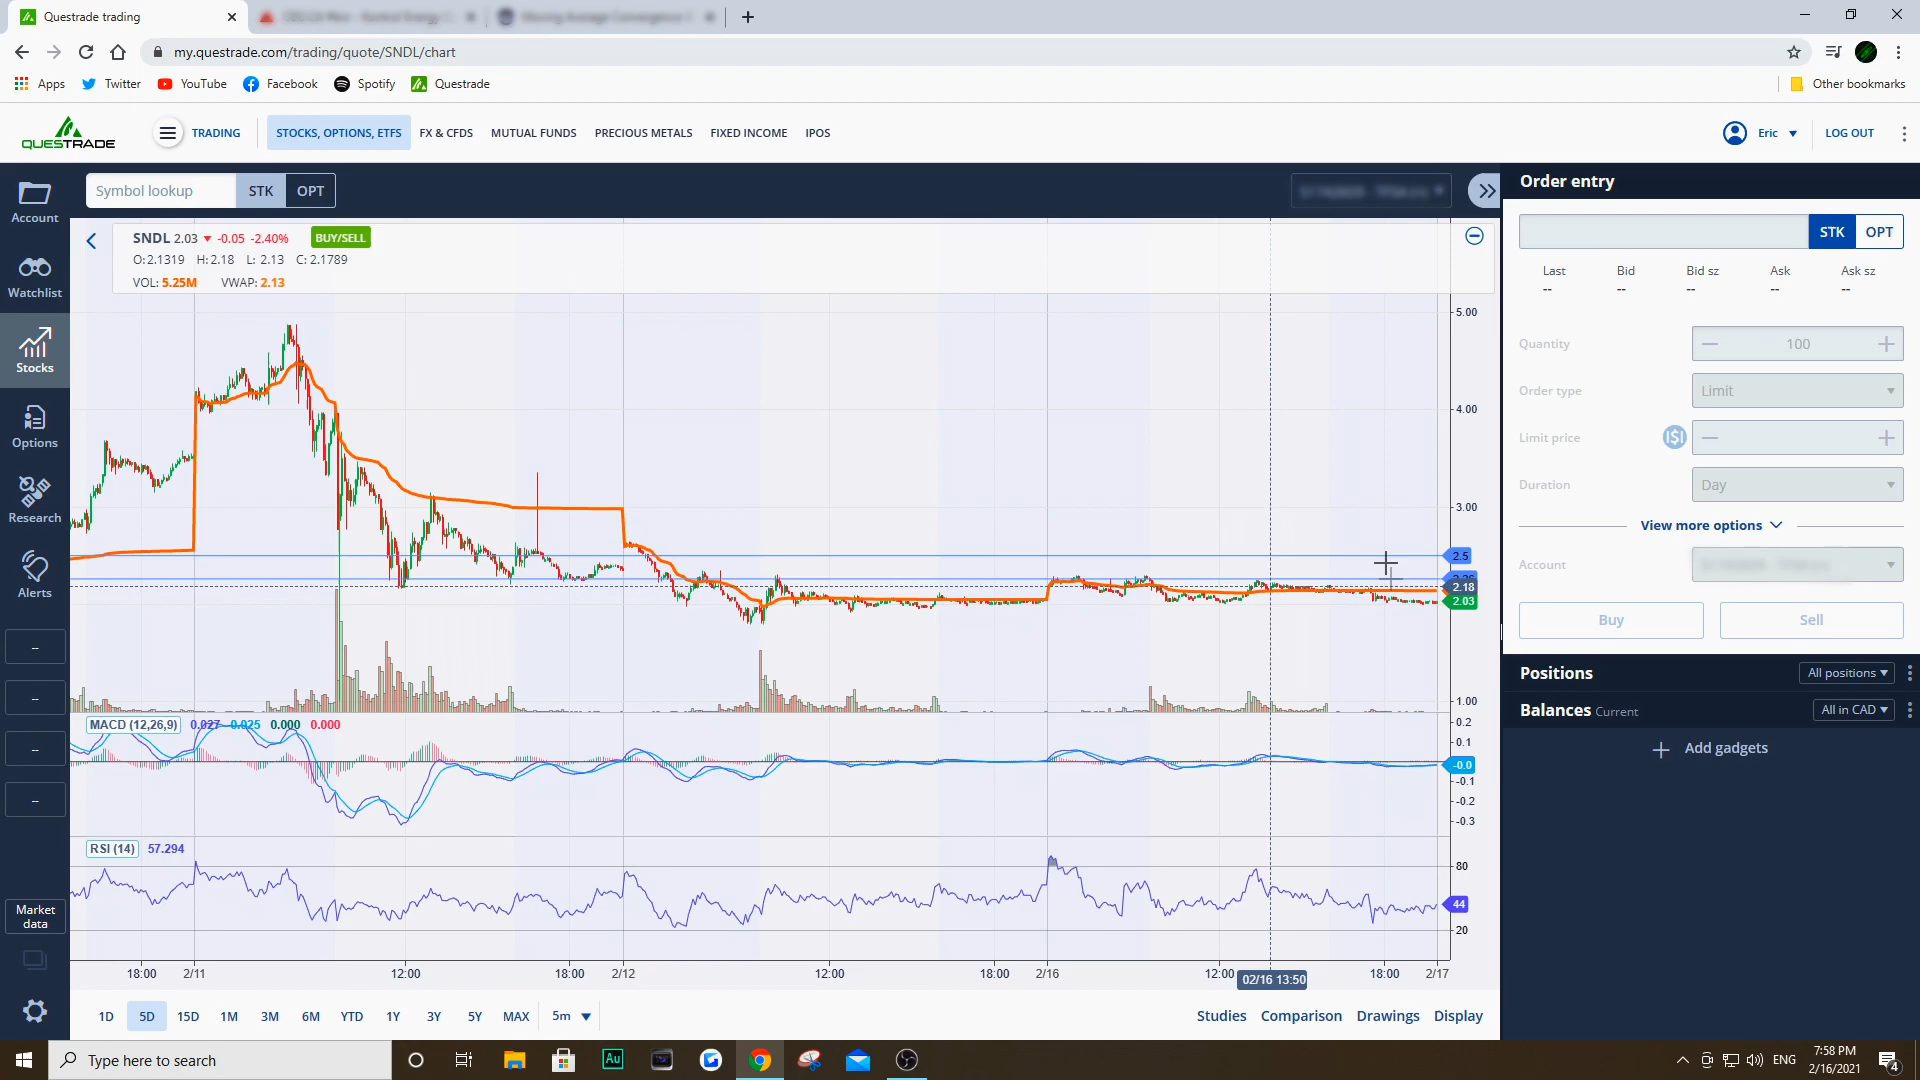 Questrade trading
my.questrade.com/trading/quote/SNDL/chart
Apps Twitter YouTube Facebook Spotify Questrade Other bookmarks
QUESTRADE TRADING STOCKS, OPTIONS, ETFS FX & CFDS MUTUAL FUNDS PRECIOUS METALS FIXED INCOME IPOS Eric LOG OUT
Symbol lookup STK OPT
Account
Watchlist
Stocks
Options
Research
Alerts
--
--
--
--
Market
data
SNDL 2.03 -0.05 -2.40% BUY/SELL
O:2.1319 H:2.18 L: 2.13 C: 2.1789
VOL: 5.25M VWAP: 2.13
5.00
4.00
3.00
2.5
2.18
2.03
1.00
MACD (12,26,9) 0.027 0.025 0.000 0.000
0.2
0.1
-0.0
-0.1
-0.2
-0.3
RSI (14) 57.294
80
44
20
18:00 2/11 12:00 18:00 2/12 12:00 18:00 2/16 12:00 02/16 13:50 18:00 2/17
1D 5D 15D 1M 3M 6M YTD 1Y 3Y 5Y MAX 5m Studies Comparison Drawings Display
Order entry
STK OPT
Last Bid Bid sz Ask Ask sz
-- -- -- -- --
Quantity 100
Order type Limit
Limit price
Duration Day
View more options
Account
Buy Sell
Positions All positions
Balances Current All in CAD
Add gadgets
Type here to search
Au
ENG
7:58 PM
2/16/2021
4